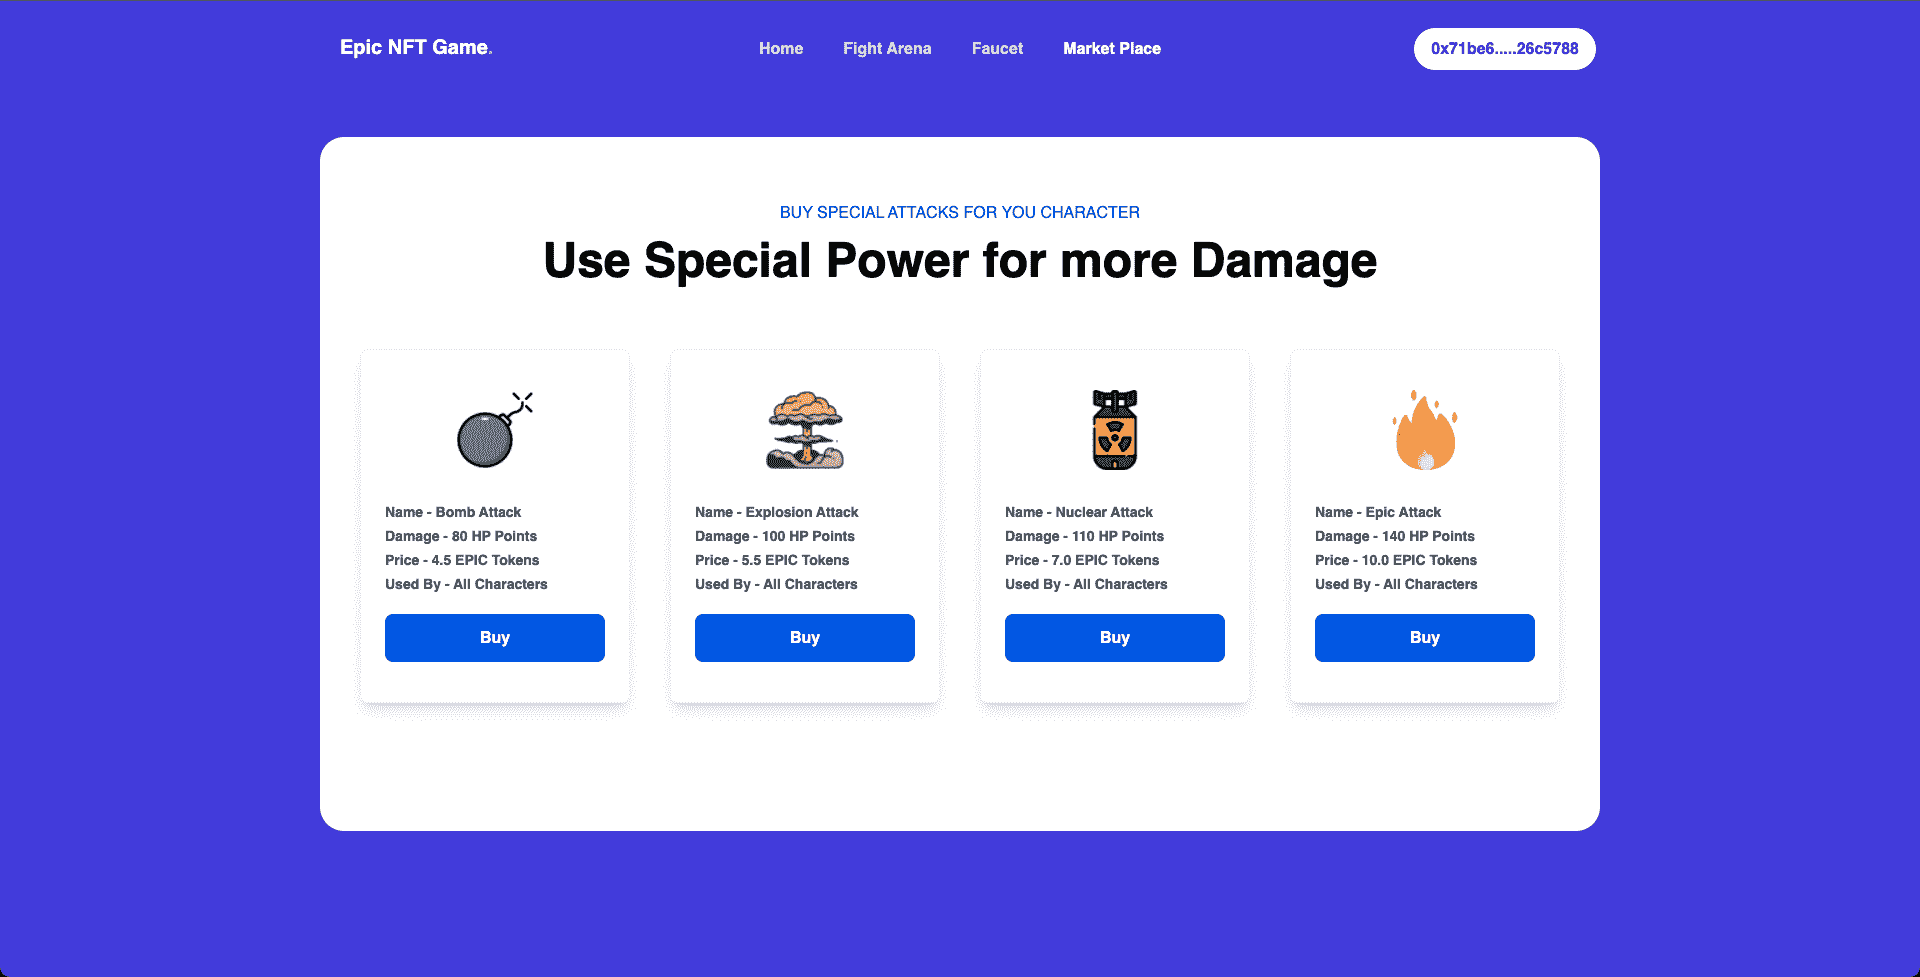 Epic NFT Game.
Home
Fight Arena
Faucet
Market Place
0x71be6.....26c5788
BUY SPECIAL ATTACKS FOR YOU CHARACTER
Use Special Power for more Damage
Name - Bomb Attack
Damage - 80 HP Points
Price - 4.5 EPIC Tokens
Used By - All Characters
Buy
Name - Explosion Attack
Damage - 100 HP Points
Price - 5.5 EPIC Tokens
Used By - All Characters
Buy
Name - Nuclear Attack
Damage - 110 HP Points
Price - 7.0 EPIC Tokens
Used By - All Characters
Buy
Name - Epic Attack
Damage - 140 HP Points
Price - 10.0 EPIC Tokens
Used By - All Characters
Buy